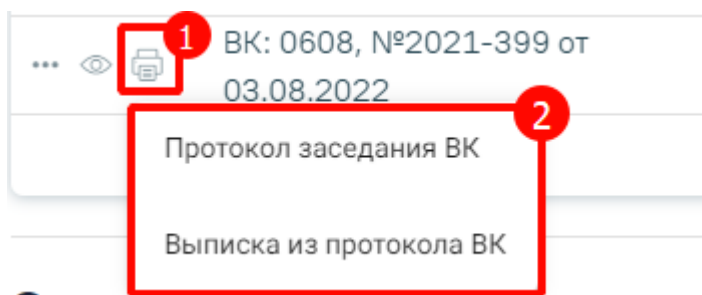 1
ВК: 0608, №2021-399 от
03.08.2022
2
Протокол заседания ВК
Выписка из протокола ВК